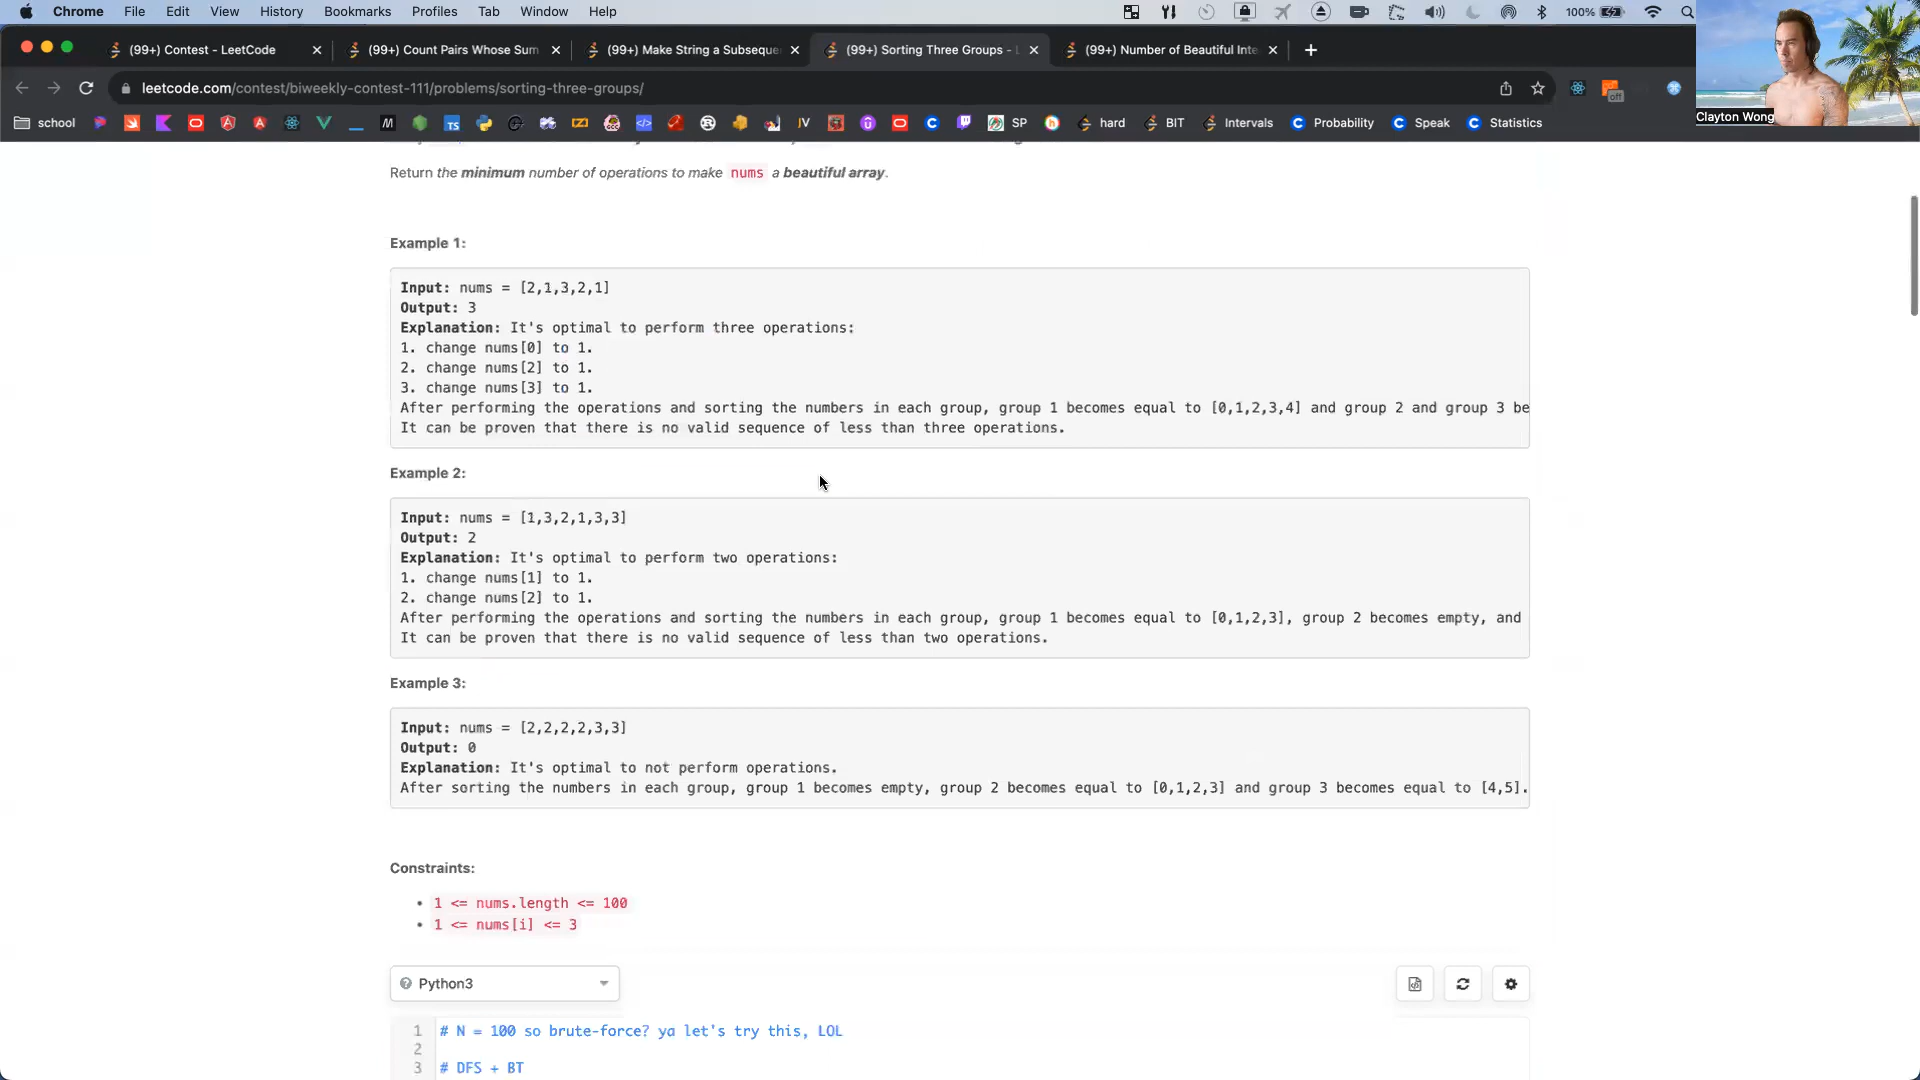 Chrome File Edit View History Bookmarks Profiles Tab Window Help 100%
(99+) Contest - LeetCode (99+) Count Pairs Whose Sum (99+) Make String a Subseque (99+) Sorting Three Groups - L (99+) Number of Beautiful Inte
leetcode.com/contest/biweekly-contest-111/problems/sorting-three-groups/
off
school SP hard BIT Intervals Probability Speak Statistics
Clayton Wong
Return the minimum number of operations to make nums a beautiful array.
Example 1:
Input: nums = [2,1,3,2,1]
Output: 3
Explanation: It's optimal to perform three operations:
1. change nums[0] to 1.
2. change nums[2] to 1.
3. change nums[3] to 1.
After performing the operations and sorting the numbers in each group, group 1 becomes equal to [0,1,2,3,4] and group 2 and group 3 be
It can be proven that there is no valid sequence of less than three operations.
Example 2:
Input: nums = [1,3,2,1,3,3]
Output: 2
Explanation: It's optimal to perform two operations:
1. change nums[1] to 1.
2. change nums[2] to 1.
After performing the operations and sorting the numbers in each group, group 1 becomes equal to [0,1,2,3], group 2 becomes empty, and
It can be proven that there is no valid sequence of less than two operations.
Example 3:
Input: nums = [2,2,2,2,3,3]
Output: 0
Explanation: It's optimal to not perform operations.
After sorting the numbers in each group, group 1 becomes empty, group 2 becomes equal to [0,1,2,3] and group 3 becomes equal to [4,5].
Constraints:
1 <= nums.length <= 100
1 <= nums[i] <= 3
Python3
1 # N = 100 so brute-force? ya let's try this, LOL
2
3 # DFS + BT